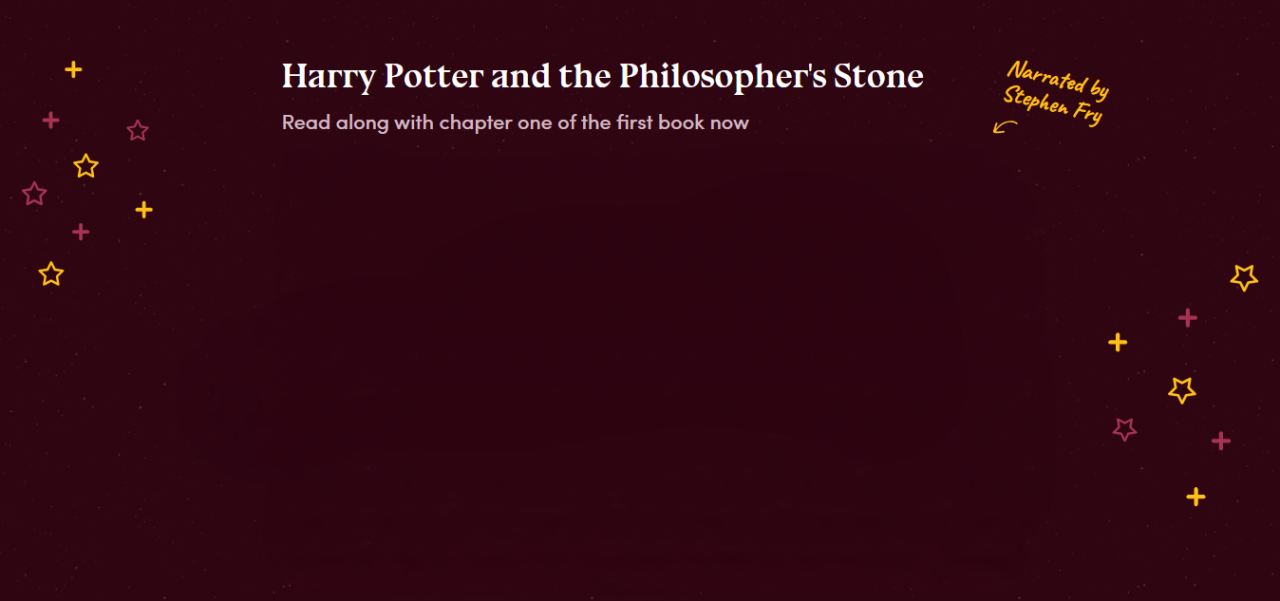 Harry Potter and the Philosopher's Stone
Read along with chapter one of the first book now
Narrated by
Stephen Fry